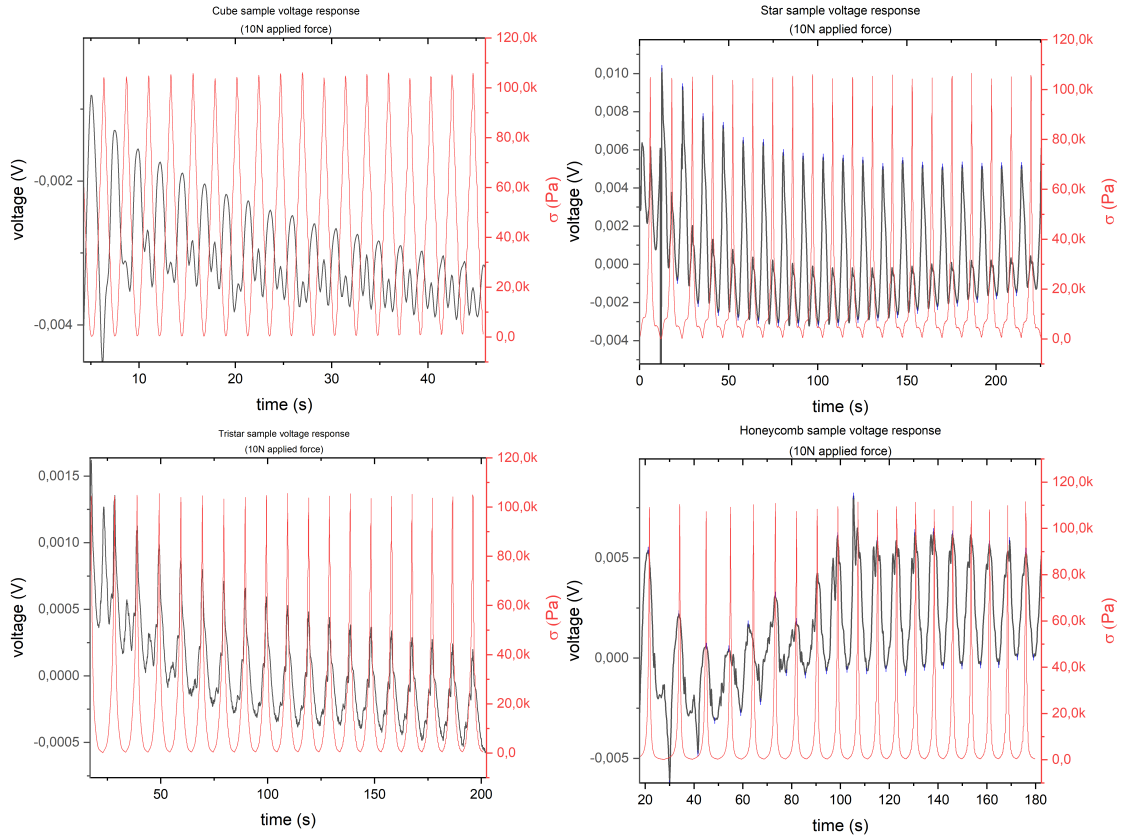 Cube sample voltage response
(10N applied force)
120,0k
100,0k
80,0k
60,0k
40,0k
20,0k
0,0
-0,002
-0,004
voltage (V)
σ (Pa)
10
20
30
40
time (s)
Star sample voltage response
(10N applied force)
0,010
0,008
0,006
0,004
0,002
0,000
-0,002
-0,004
voltage (V)
120,0k
100,0k
80,0k
60,0k
40,0k
20,0k
0,0
σ (Pa)
0
50
100
150
200
time (s)
Tristar sample voltage response
(10N applied force)
0,0015
0,0010
0,0005
0,0000
-0,0005
voltage (V)
120,0k
100,0k
80,0k
60,0k
40,0k
20,0k
0,0
σ (Pa)
50
100
150
200
time (s)
Honeycomb sample voltage response
(10N applied force)
0,005
0,000
-0,005
voltage (V)
120,0k
100,0k
80,0k
60,0k
40,0k
20,0k
0,0
σ (Pa)
20
40
60
80
100
120
140
160
180
time (s)